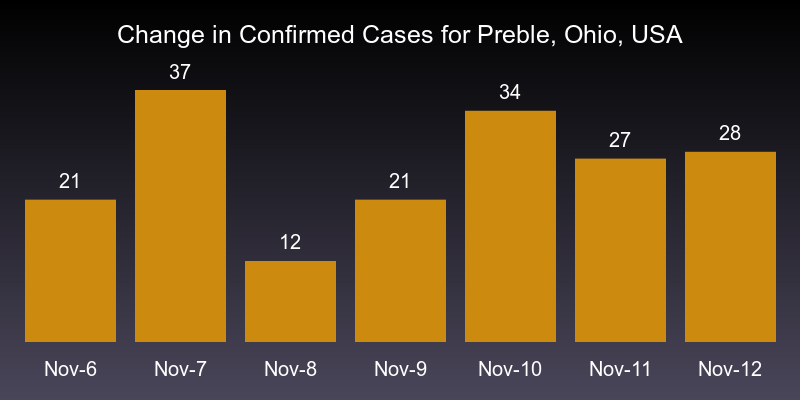 Change in Confirmed Cases for Preble, Ohio, USA
21
37
12
21
34
27
28
Nov-6
Nov-7
Nov-8
Nov-9
Nov-10
Nov-11
Nov-12